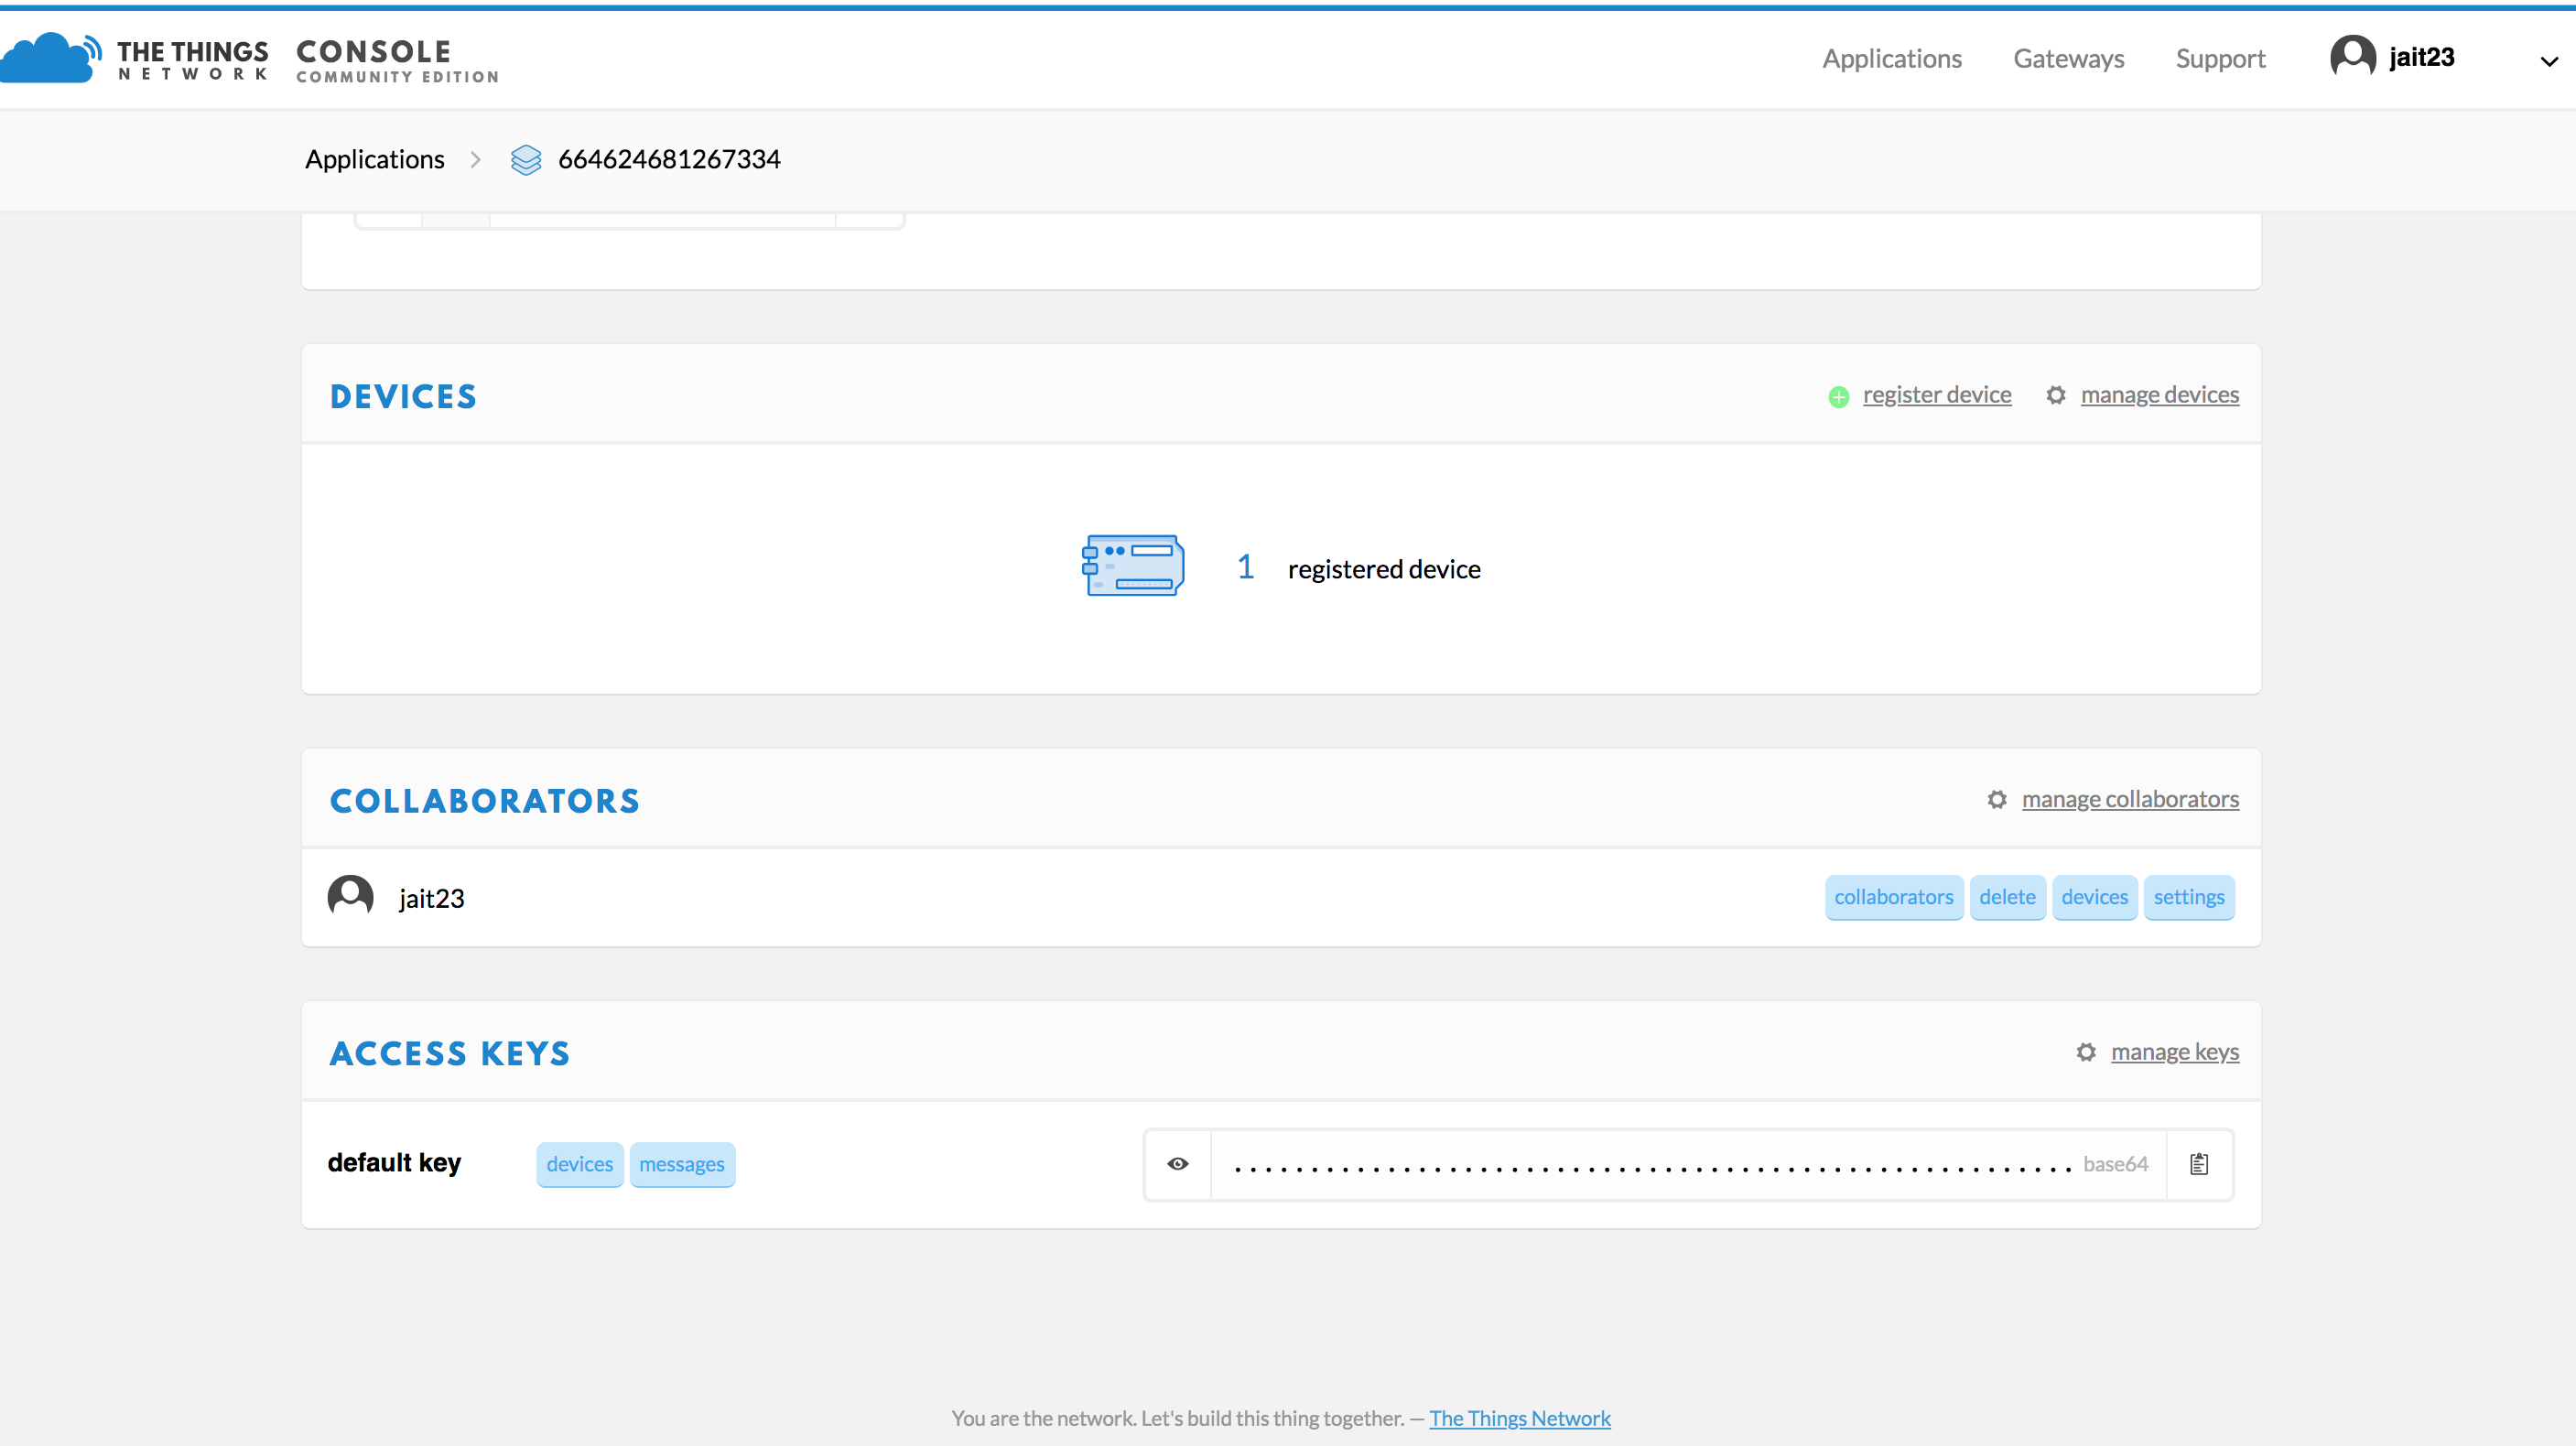 THE THINGS NETWORK CONSOLE COMMUNITY EDITION Applications Gateways Support jait23
Applications 664624681267334
DEVICES register device manage devices
1 registered device
COLLABORATORS manage collaborators
jait23 collaborators delete devices settings
ACCESS KEYS manage keys
default key devices messages base64
You are the network. Let's build this thing together. — The Things Network